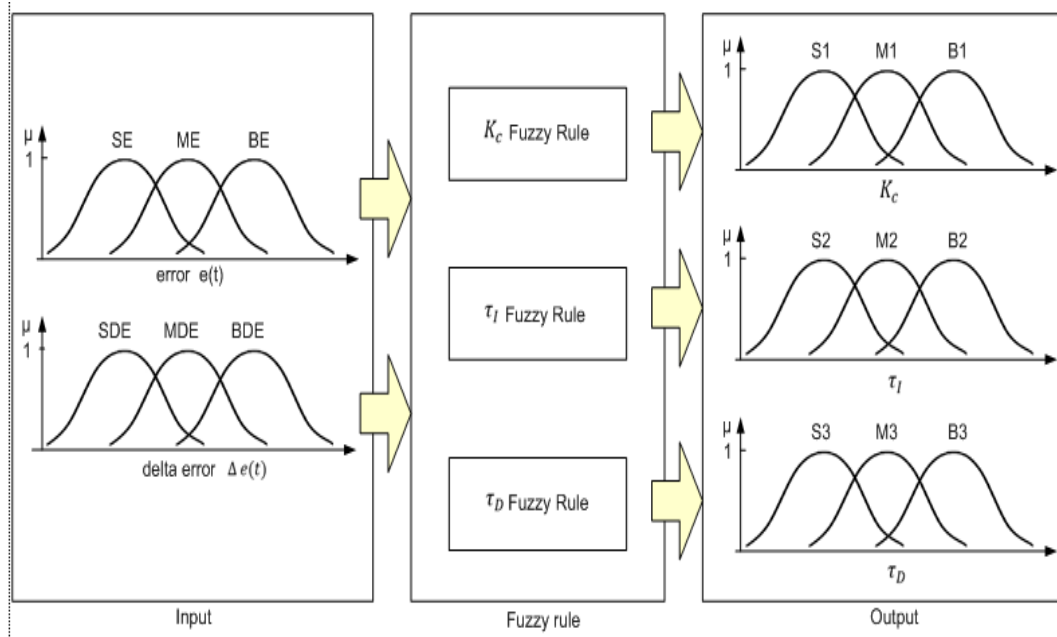 μ
1
SE ME BE
error e(t)
μ
1
SDE MDE BDE
delta error Δe(t)
Input
K_c Fuzzy Rule
τ_I Fuzzy Rule
τ_D Fuzzy Rule
Fuzzy rule
μ
1
S1 M1 B1
K_c
μ
1
S2 M2 B2
τ_I
μ
1
S3 M3 B3
τ_D
Output